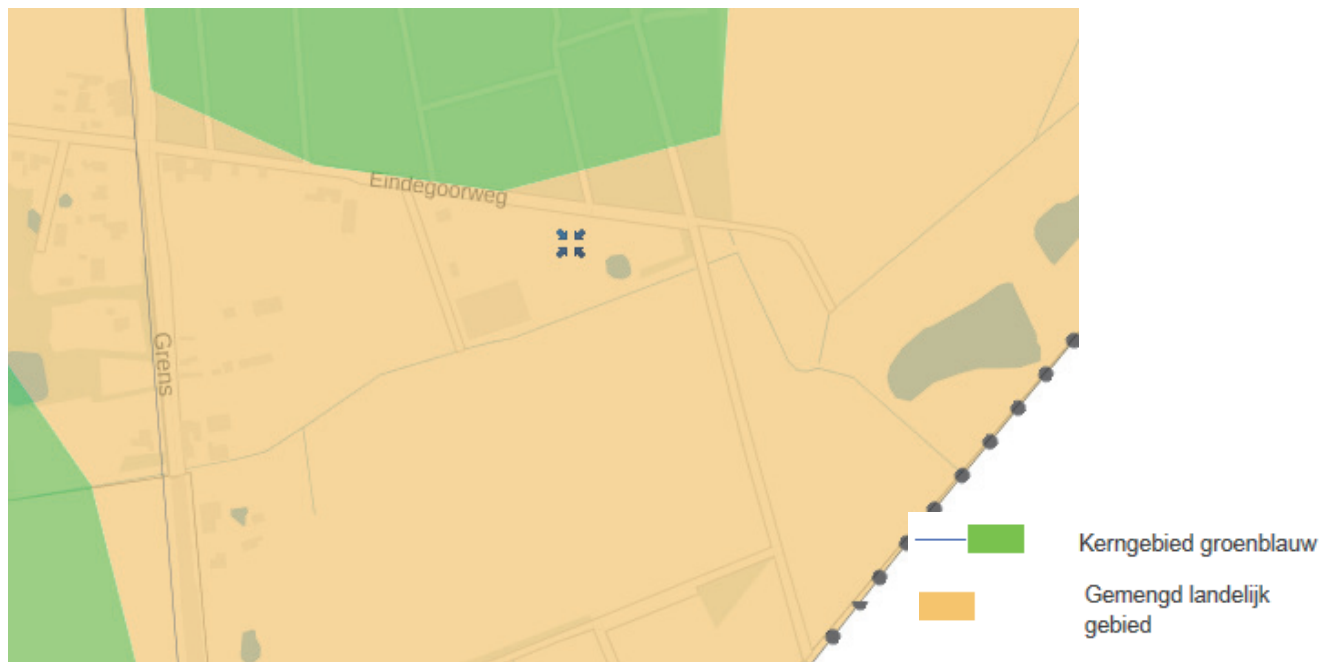 Eindegoorweg
Grens
Kerngebied groenblauw
Gemengd landelijk
gebied